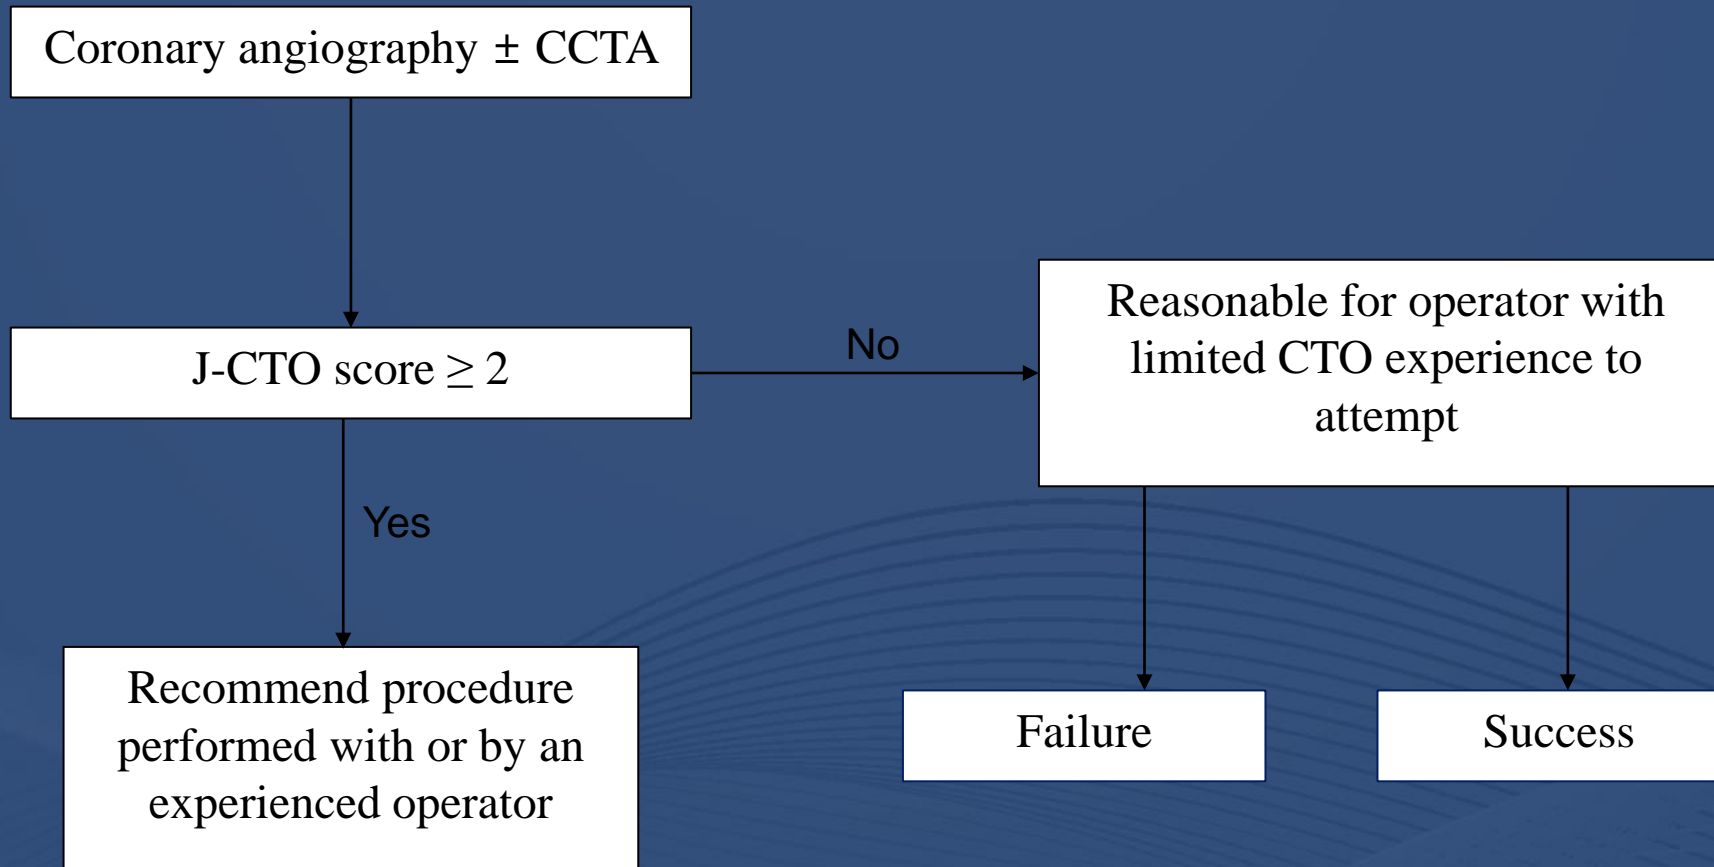 Coronary angiography ± CCTA
J-CTO score ≥ 2
No
Reasonable for operator with
limited CTO experience to
attempt
Yes
Recommend procedure
performed with or by an
experienced operator
Failure
Success